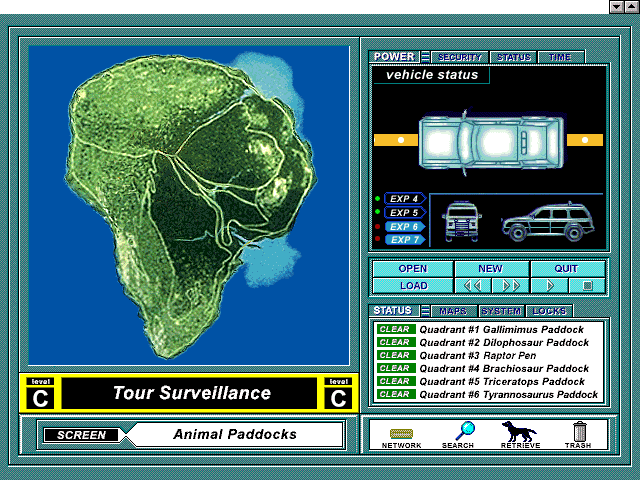 POWER SECURITY STATUS TIME
vehicle status
EXP 4
EXP 5
EXP 6
EXP 7
OPEN NEW QUIT
LOAD
STATUS MAPS SYSTEM LOCKS
CLEAR Quadrant #1 Gallimimus Paddock
CLEAR Quadrant #2 Dilophosaur Paddock
CLEAR Quadrant #3 Raptor Pen
CLEAR Quadrant #4 Brachiosaur Paddock
CLEAR Quadrant #5 Triceratops Paddock
CLEAR Quadrant #6 Tyrannosaurus Paddock
level C Tour Surveillance level C
SCREEN Animal Paddocks
NETWORK SEARCH RETRIEVE TRASH